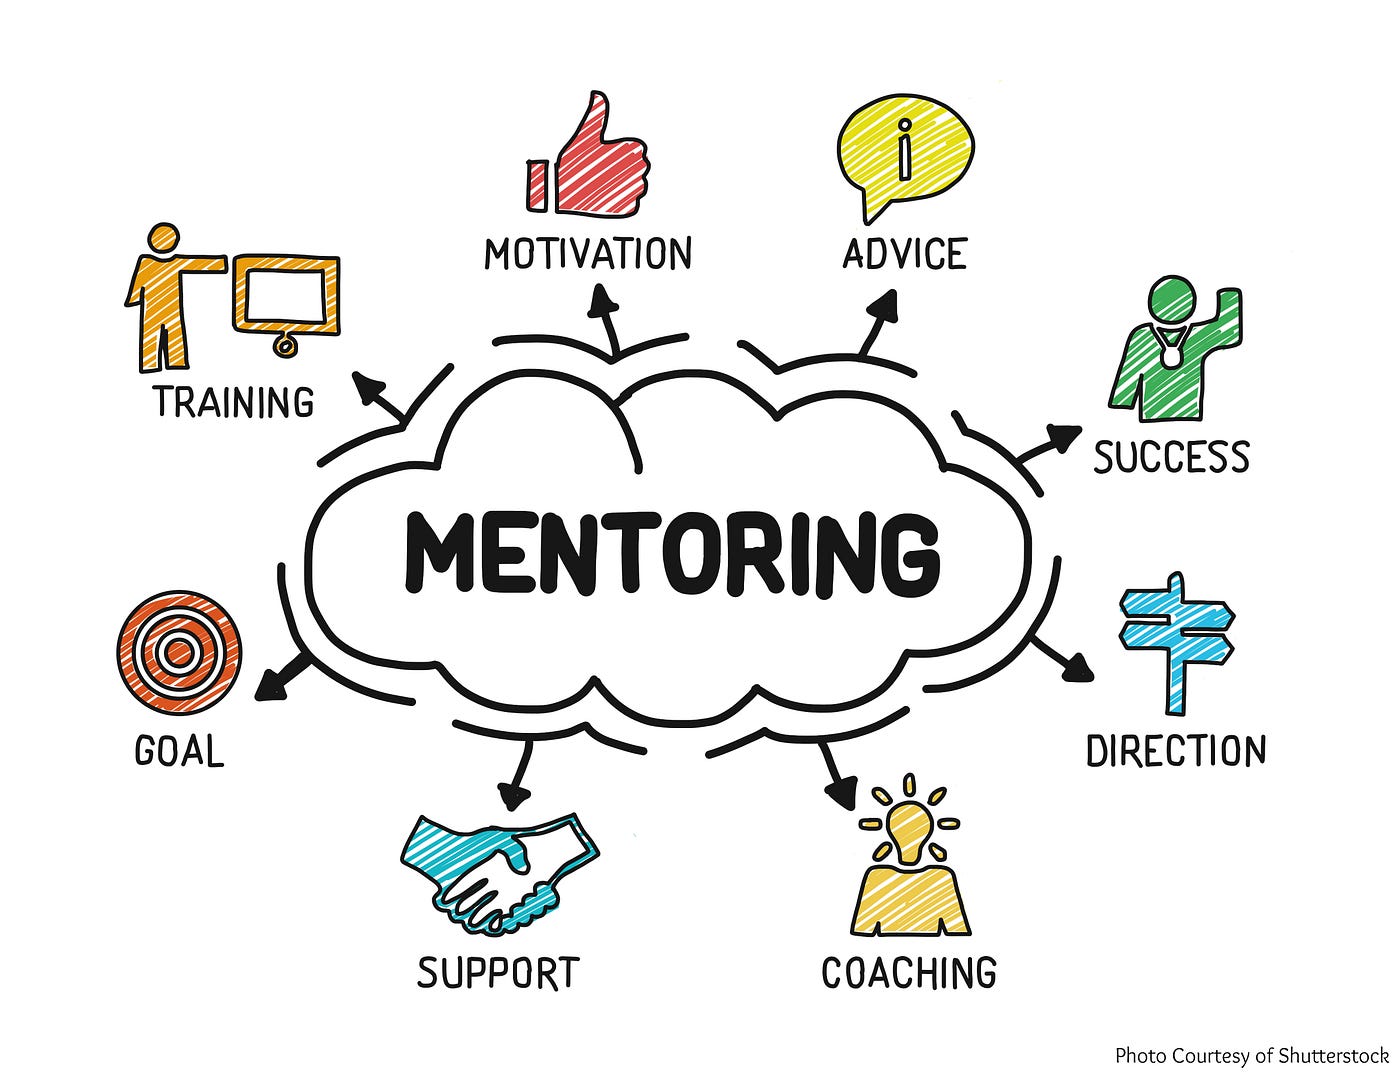 MOTIVATION
ADVICE
TRAINING
SUCCESS
MENTORING
GOAL
DIRECTION
SUPPORT
COACHING
Photo Courtesy of Shutterstock